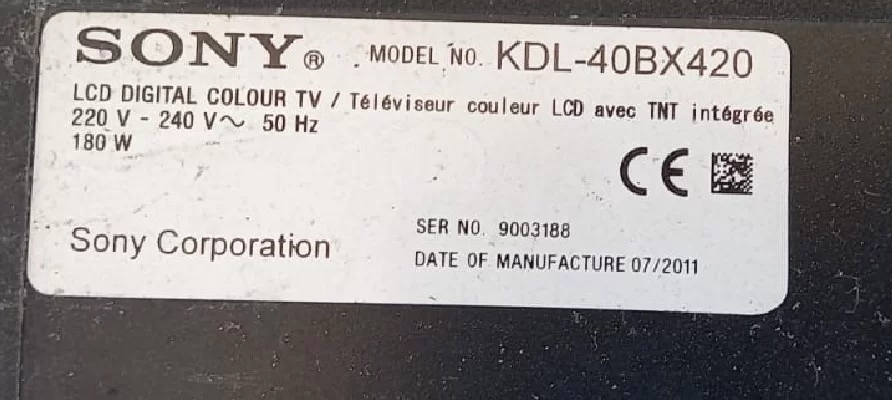 SONY® MODEL NO. KDL-40BX420
LCD DIGITAL COLOUR TV / Téléviseur couleur LCD avec TNT intégrée
220 V - 240 V～ 50 Hz
180 W
CE
SER NO. 9003188
Sony Corporation
DATE OF MANUFACTURE 07/2011